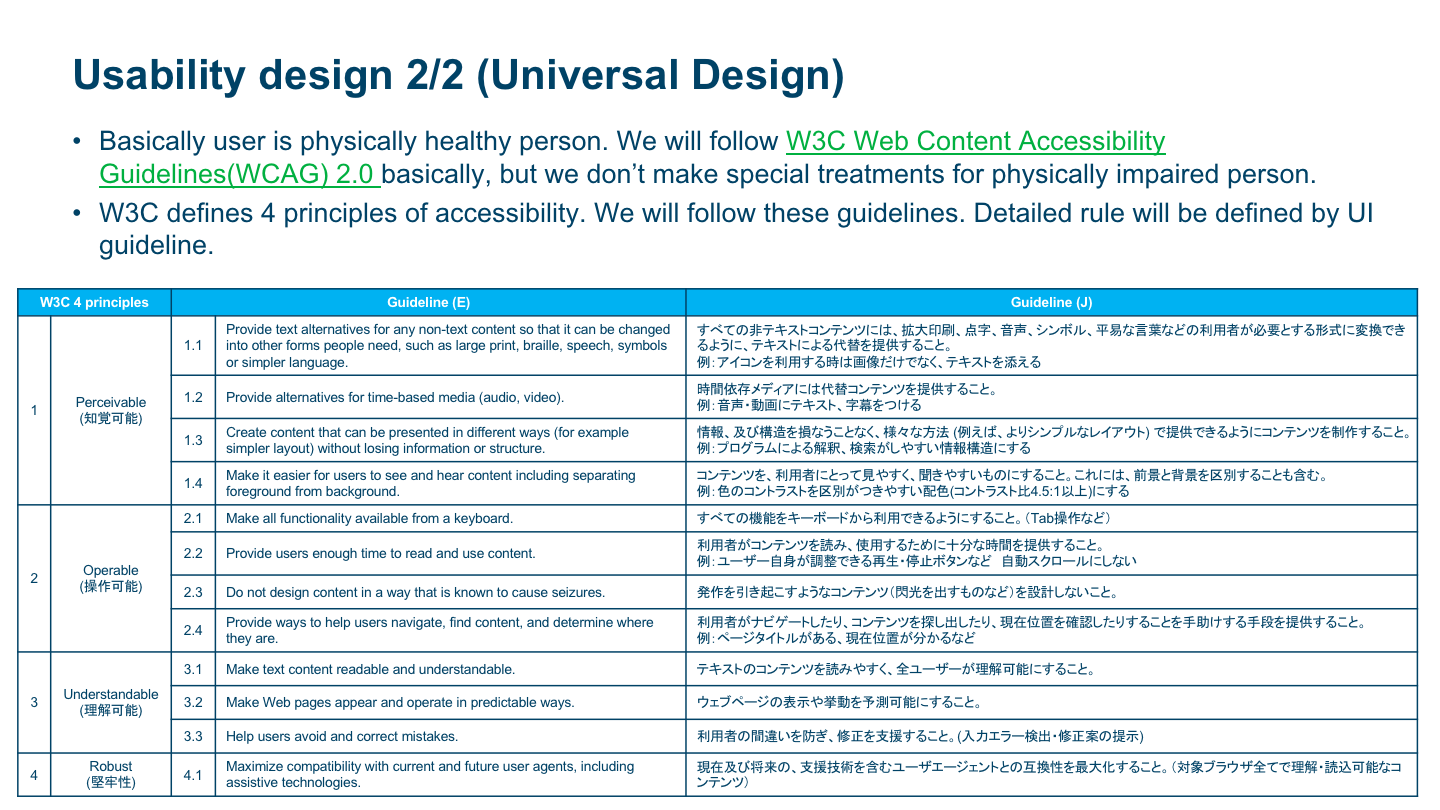 Usability design 2/2 (Universal Design)
• Basically user is physically healthy person. We will follow W3C Web Content Accessibility
Guidelines(WCAG) 2.0 basically, but we don't make special treatments for physically impaired person.
• W3C defines 4 principles of accessibility. We will follow these guidelines. Detailed rule will be defined by UI
guideline.
W3C 4 principles
Guideline (E)
Guideline (J)
1
Perceivable
(知覚可能)
1.1
Provide text alternatives for any non-text content so that it can be changed
into other forms people need, such as large print, braille, speech, symbols
or simpler language.
すべての非テキストコンテンツには、拡大印刷、点字、音声、シンボル、平易な言葉などの利用者が必要とする形式に変換でき
るように、テキストによる代替を提供すること。
例：アイコンを利用する時は画像だけでなく、テキストを添える
1.2
Provide alternatives for time-based media (audio, video).
時間依存メディアには代替コンテンツを提供すること。
例：音声・動画にテキスト、字幕をつける
1.3
Create content that can be presented in different ways (for example
simpler layout) without losing information or structure.
情報、及び構造を損なうことなく、様々な方法 (例えば、よりシンプルなレイアウト) で提供できるようにコンテンツを制作すること。
例：プログラムによる解釈、検索がしやすい情報構造にする
1.4
Make it easier for users to see and hear content including separating
foreground from background.
コンテンツを、利用者にとって見やすく、聞きやすいものにすること。これには、前景と背景を区別することも含む。
例：色のコントラストを区別がつきやすい配色(コントラスト比4.5:1以上)にする
2
Operable
(操作可能)
2.1
Make all functionality available from a keyboard.
すべての機能をキーボードから利用できるようにすること。（Tab操作など）
2.2
Provide users enough time to read and use content.
利用者がコンテンツを読み、使用するために十分な時間を提供すること。
例：ユーザー自身が調整できる再生・停止ボタンなど　自動スクロールにしない
2.3
Do not design content in a way that is known to cause seizures.
発作を引き起こすようなコンテンツ（閃光を出すものなど）を設計しないこと。
2.4
Provide ways to help users navigate, find content, and determine where
they are.
利用者がナビゲートしたり、コンテンツを探し出したり、現在位置を確認したりすることを手助けする手段を提供すること。
例：ページタイトルがある、現在位置が分かるなど
3
Understandable
(理解可能)
3.1
Make text content readable and understandable.
テキストのコンテンツを読みやすく、全ユーザーが理解可能にすること。
3.2
Make Web pages appear and operate in predictable ways.
ウェブページの表示や挙動を予測可能にすること。
3.3
Help users avoid and correct mistakes.
利用者の間違いを防ぎ、修正を支援すること。(入力エラー検出・修正案の提示)
4
Robust
(堅牢性)
4.1
Maximize compatibility with current and future user agents, including
assistive technologies.
現在及び将来の、支援技術を含むユーザエージェントとの互換性を最大化すること。（対象ブラウザ全てで理解・読込可能なコ
ンテンツ）